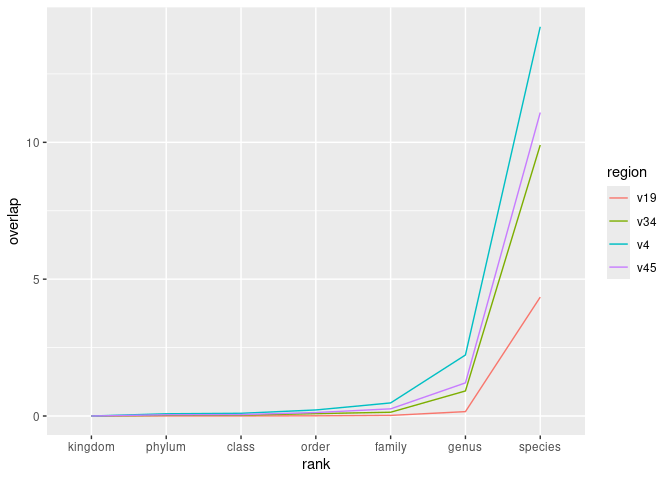 overlap
10
5
0
kingdom phylum class order family genus species
rank
region
v19
v34
v4
v45